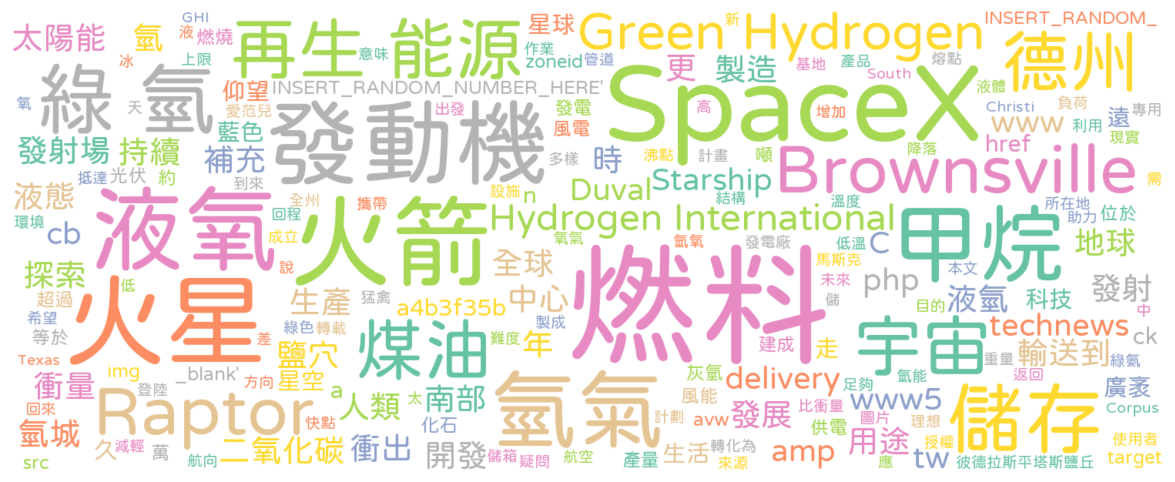 GHI
液
太陽能
氫
燃燒
再生 能源
意味
星球
作業
zoneid
Green Hydrogen
新
INSERT_RANDOM_
德州
冰
上限
仰望
INSERT_RANDOM_NUMBER_HERE'
管道
更
製造
基地
產品
熔點
South
液體
綠 氫
氧
天
愛范兒
出發
發電
風電
SpaceX
高
增加
Christi
負荷
專用
www
利用
遠
現實
發射場
持續
藍色
補充
發動機
多樣
時
沸點
計畫
噸
降落
href
抵達
光伏
約
到來
設施
n
Duval
Starship
結構
Brownsville
需
液態
環境
全州
攜帶
回程
Hydrogen International
溫度
所在地
助力
位於
cb
液氧
成立
火箭
氧氣
氫氧
發電廠
低溫
C
甲烷
地球
探索
說
全球
燃料
馬斯克
本文
未來
php
發射
超過
低
火星
生產
猛禽
a4b3f35b
中心
儲
液氫
目的
科技
中
希望
等於
綠色
轉載
煤油
製成
難度
年
建成
走
宇宙
重量
technews
綠氨
ck
Texas
差
鹽穴
輸送到
img
_blank'
登陸
方向
星空
衝量
a
人類
太
南部
灰氫
風能
delivery
氫能
足夠
返回
廣袤
www5
Corpus
回來
Raptor
快點
化石
氫氣
計劃
avw
發展
比衝量
供電
圖片
理想
儲存
氫城
久
減輕
萬
二氧化碳
衝出
開發
儲箱
疑問
航空
產量
生活
轉化為
來源
amp
用途
應
授權
tw
使用者
target
src
航向
彼德拉斯平塔斯鹽丘